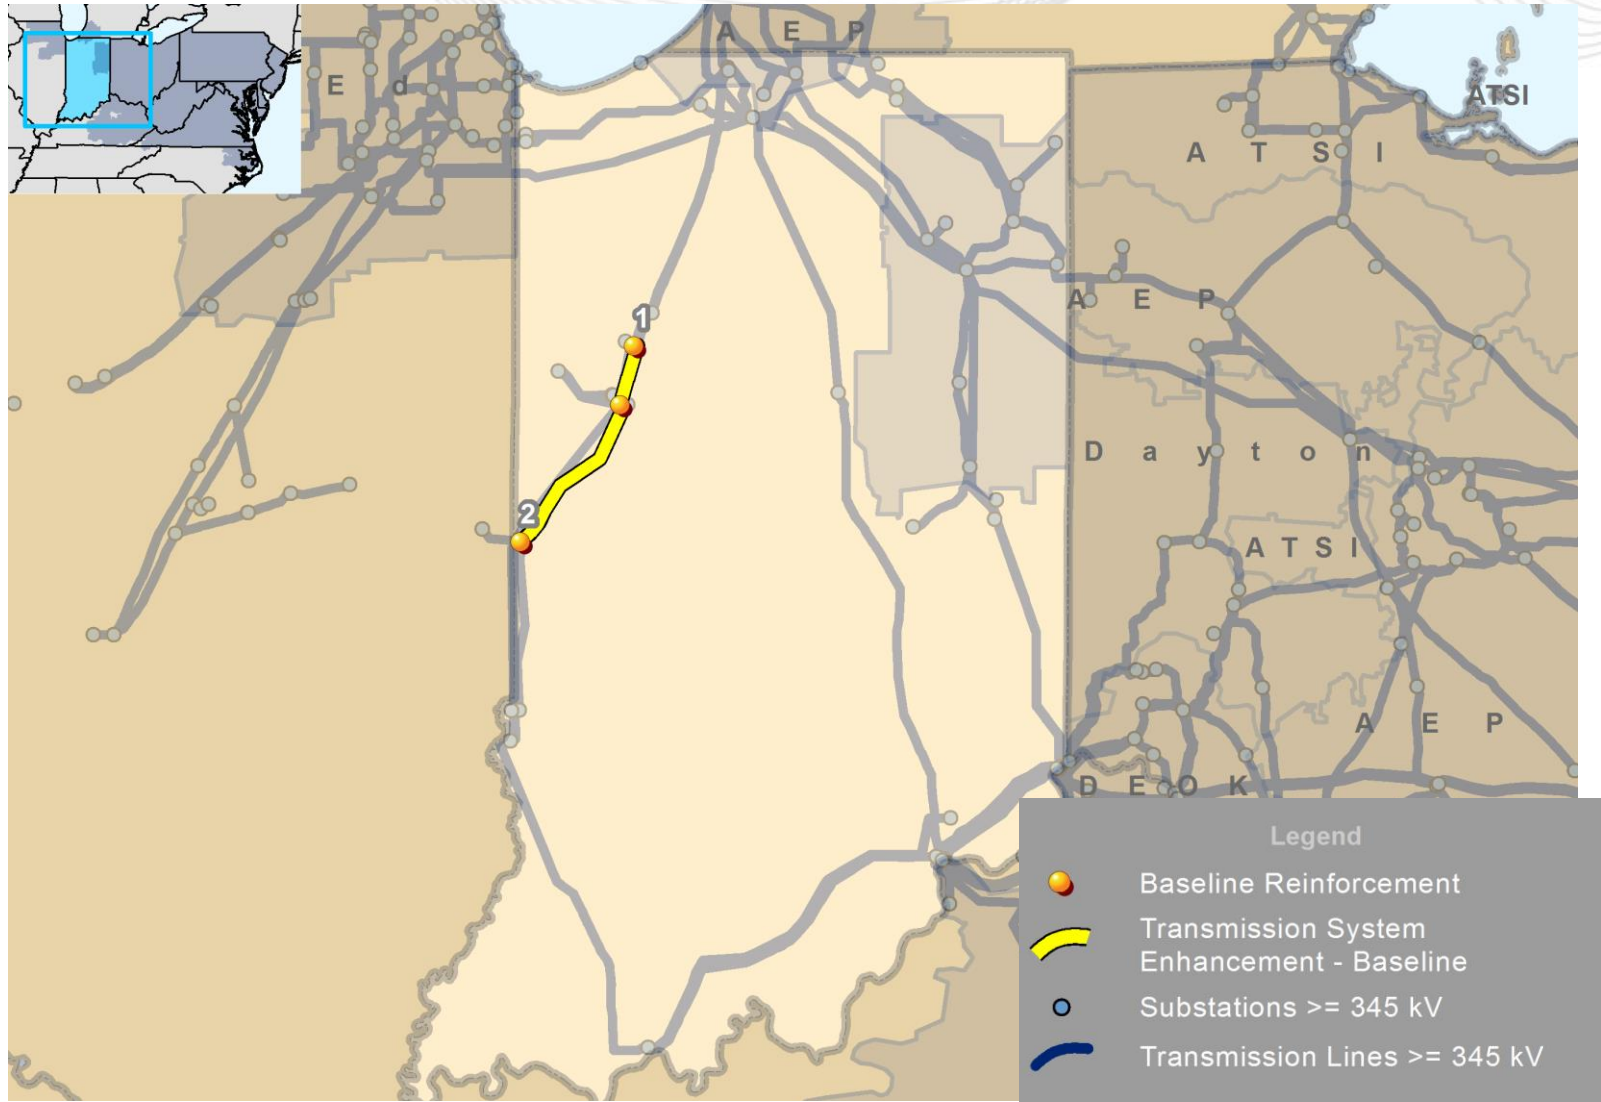 A E P
E d
ATSI
A T S I
1
A E P
D a y t o n
2
A T S I
A E P
D E O K
Legend
Baseline Reinforcement
Transmission System
Enhancement - Baseline
Substations >= 345 kV
Transmission Lines >= 345 kV